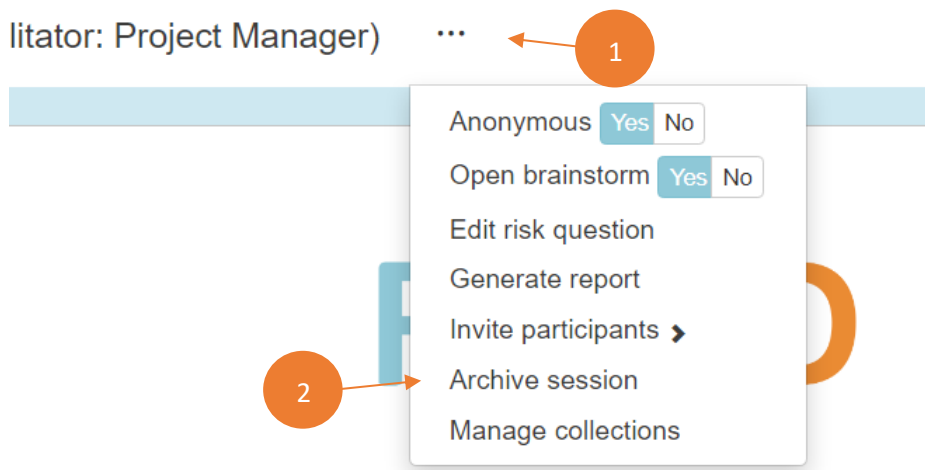 litator: Project Manager) ...
1
Anonymous Yes No
Open brainstorm Yes No
Edit risk question
Generate report
Invite participants
2
Archive session
Manage collections